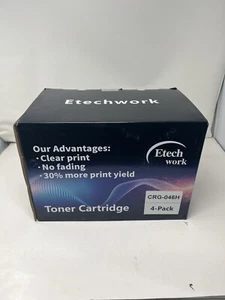 Etechwork
Our Advantages:
· Clear print
· No fading
· 30% more print yield
Etech
work
Toner Cartridge
CRG-046H
4-Pack